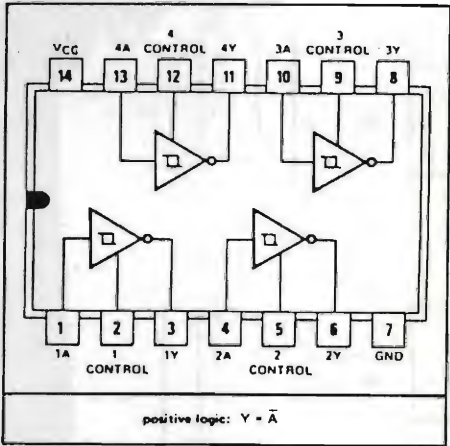 4 3
VCC 4A CONTROL 4Y 3A CONTROL 3Y
14 13 12 11 10 9 8
1 2 3 4 5 6 7
1A 1 1Y 2A 2 2Y GND
CONTROL CONTROL
positive logic: Y = A̅